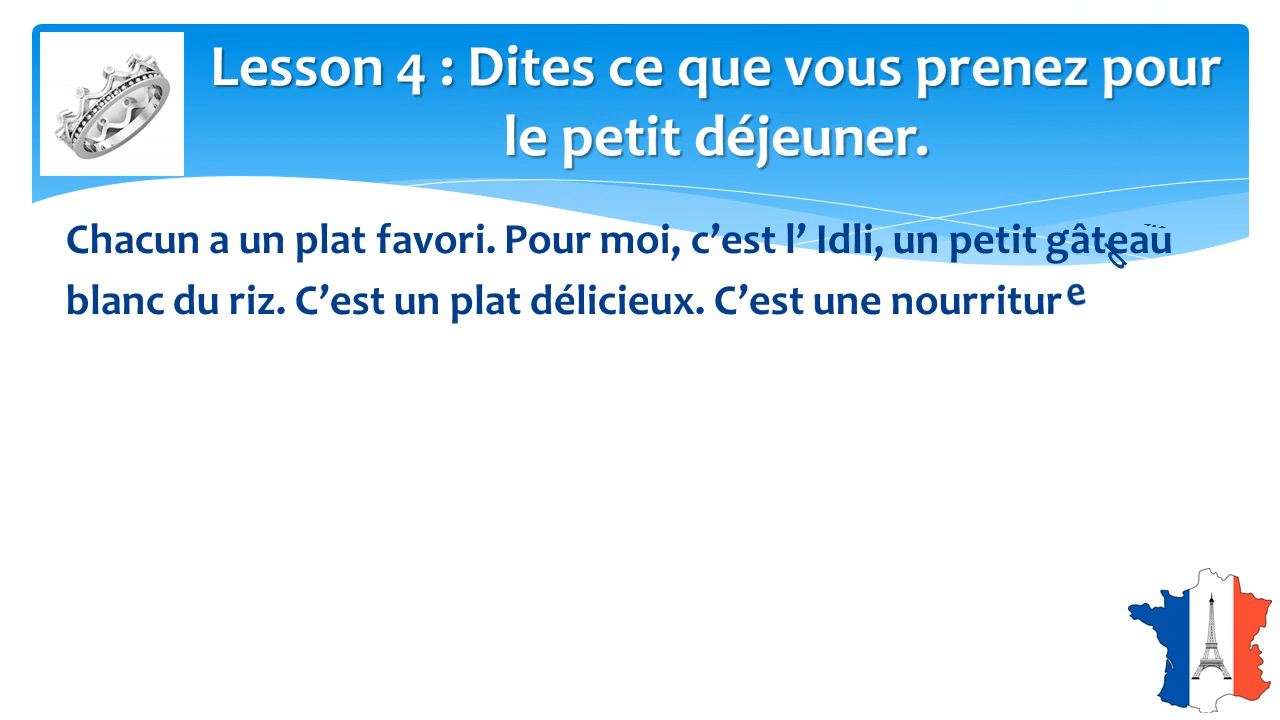 Lesson 4 : Dites ce que vous prenez pour
le petit déjeuner.
Chacun a un plat favori. Pour moi, c’est l’ Idli, un petit gâteau
blanc du riz. C’est un plat délicieux. C’est une nourriture